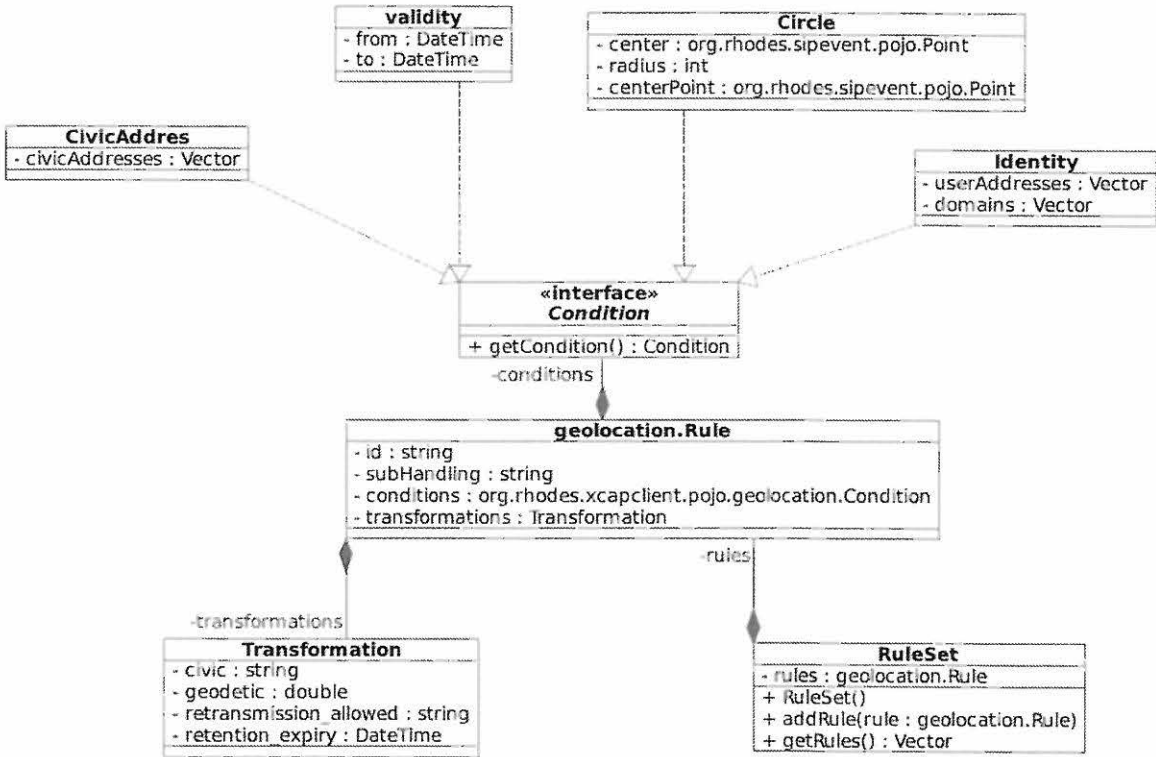 validity
- from : DateTime
- to : DateTime
Circle
- center : org.rhodes.sipevent.pojo.Point
- radius : int
- centerPoint : org.rhodes.sipevent.pojo.Point
CivicAddres
- civicAddresses : Vector
Identity
- userAddresses : Vector
- domains : Vector
«interface»
Condition
+ getCondition() : Condition
-conditions
geolocation.Rule
- id : string
- subHandling : string
- conditions : org.rhodes.xcapclient.pojo.geolocation.Condition
- transformations : Transformation
-rules
-transformations
Transformation
- civic : string
- geodetic : double
- retransmission_allowed : string
- retention_expiry : DateTime
RuleSet
- rules : geolocation.Rule
+ RuleSet()
+ addRule(rule : geolocation.Rule)
+ getRules() : Vector